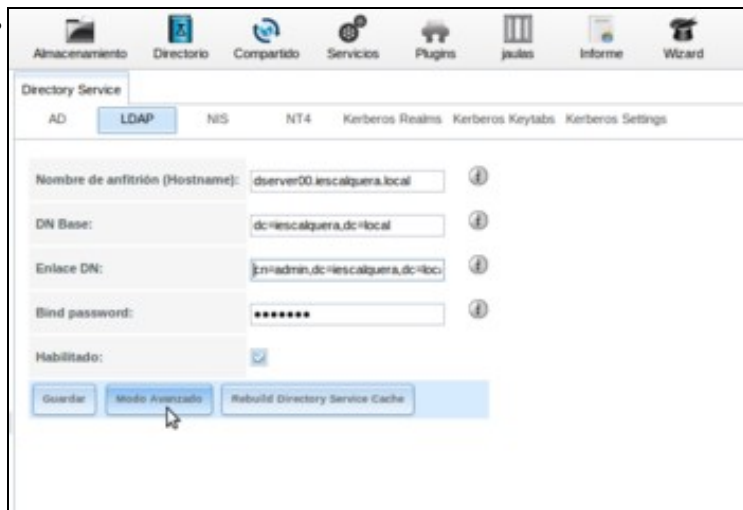 Almacenamiento Directorio Compartido Servicios Plugins jaulas Informe Wizard
Directory Service
AD LDAP NIS NT4 Kerberos Realms Kerberos Keytabs Kerberos Settings
Nombre de anfitrión (Hostname): dserver00.iescalquera.local
DN Base: dc=iescalquera,dc=local
Enlace DN: cn=admin,dc=iescalquera,dc=loc
Bind password: •••••••
Habilitado:
Guardar Modo Avanzado Rebuild Directory Service Cache